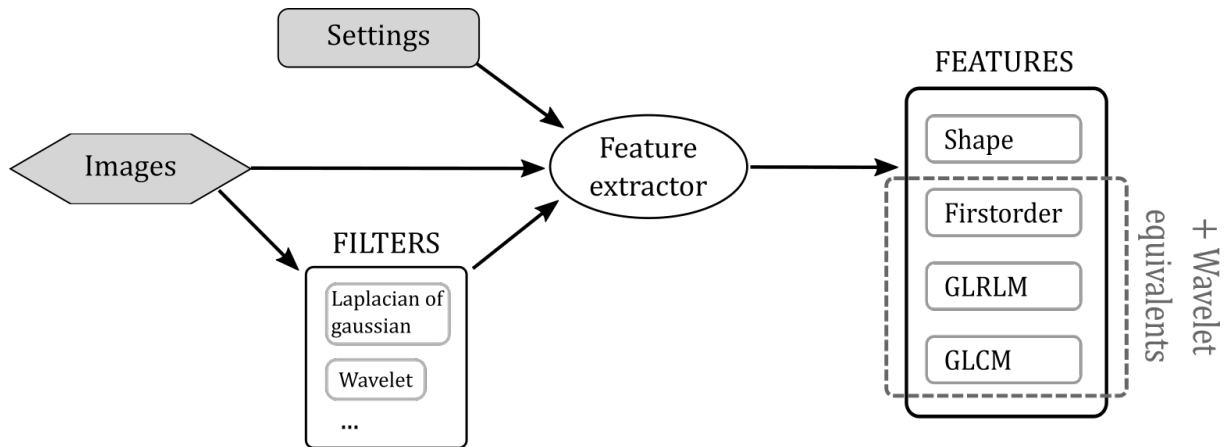 Settings
Images
Feature
extractor
FILTERS
Laplacian of
gaussian
Wavelet
...
FEATURES
Shape
Firstorder
GLRLM
GLCM
+ Wavelet
equivalents